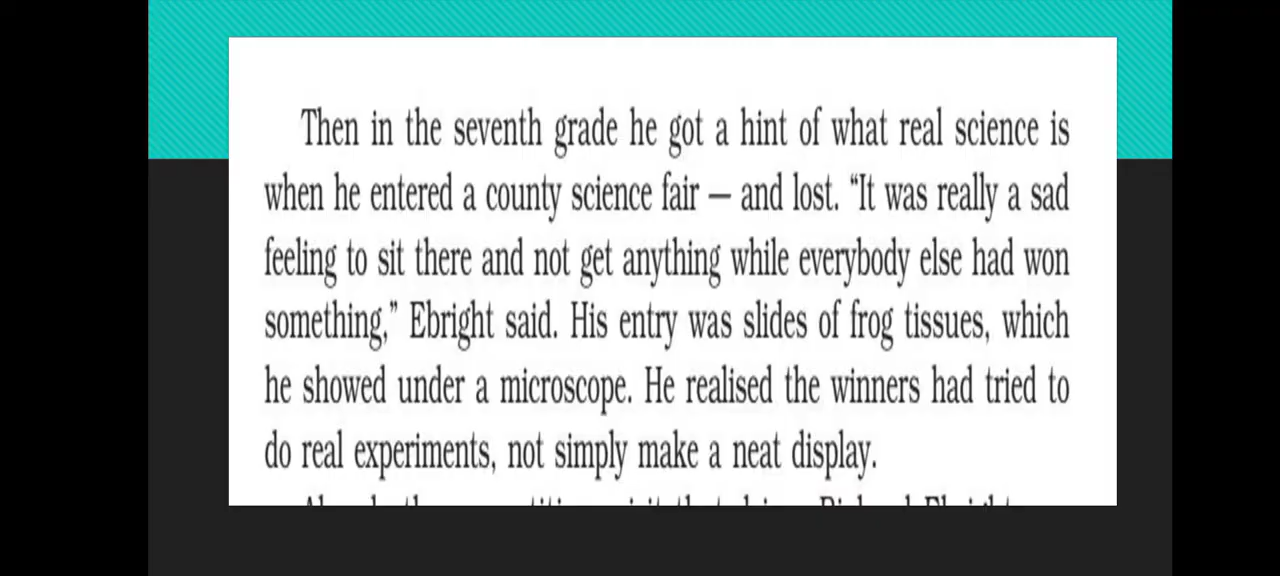 Then in the seventh grade he got a hint of what real science is
when he entered a county science fair — and lost. “It was really a sad
feeling to sit there and not get anything while everybody else had won
something,” Ebright said. His entry was slides of frog tissues, which
he showed under a microscope. He realised the winners had tried to
do real experiments, not simply make a neat display.